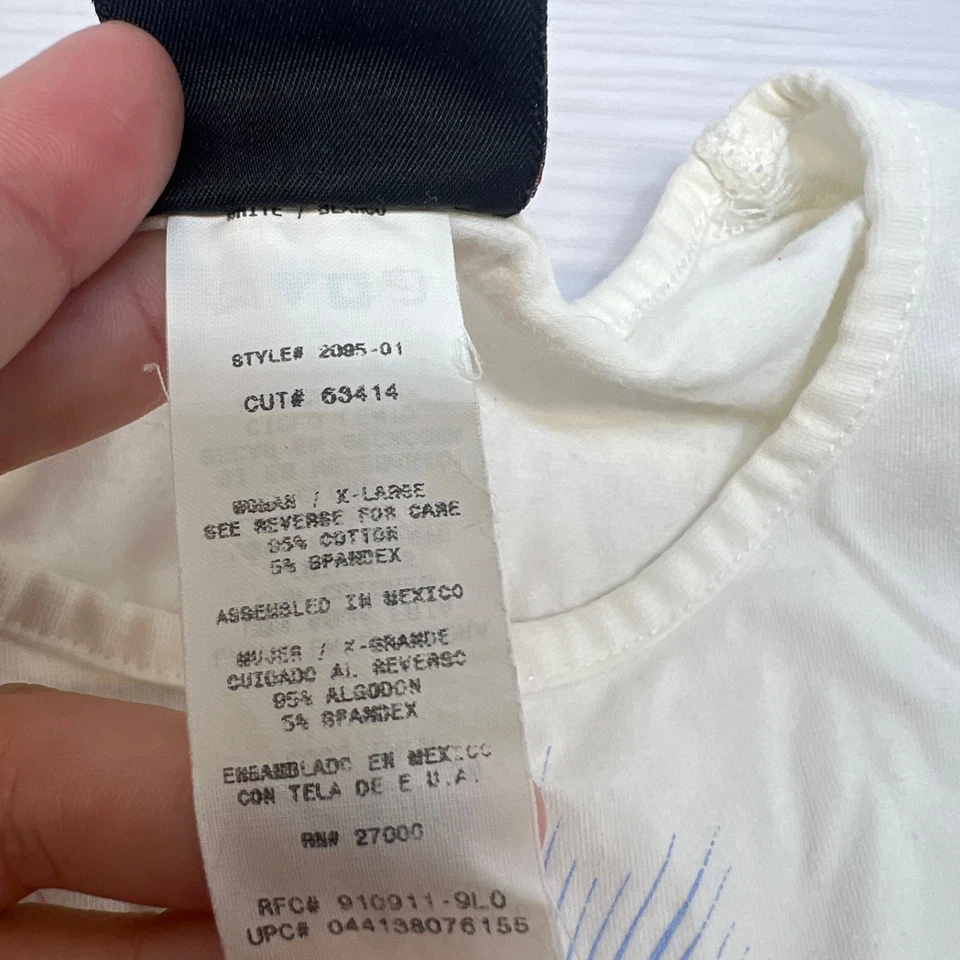 WHITE / BLANCO
STYLE# 2095-01
CUT# 63414
WOMAN / X-LARGE
SEE REVERSE FOR CARE
95% COTTON
5% SPANDEX
ASSEMBLED IN MEXICO
MUJER / X-GRANDE
CUIDADO AL REVERSO
95% ALGODON
5% SPANDEX
ENSAMBLADO EN MEXICO
CON TELA DE E.U.A.
RN# 27000
RFC# 910911-9L0
UPC# 044138076155